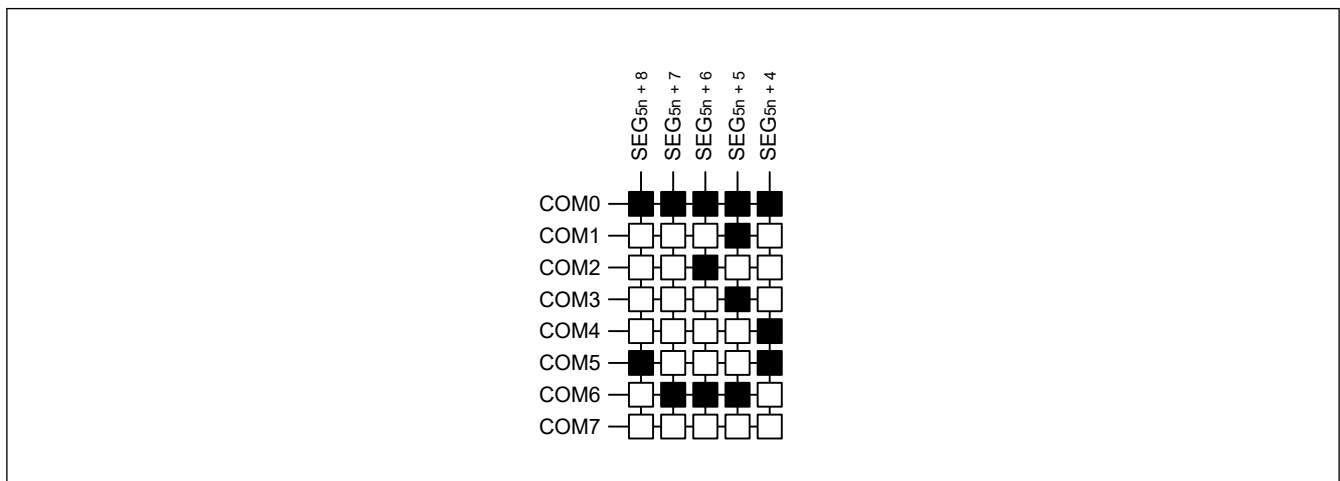 SEG5n + 8
SEG5n + 7
SEG5n + 6
SEG5n + 5
SEG5n + 4
COM0
COM1
COM2
COM3
COM4
COM5
COM6
COM7